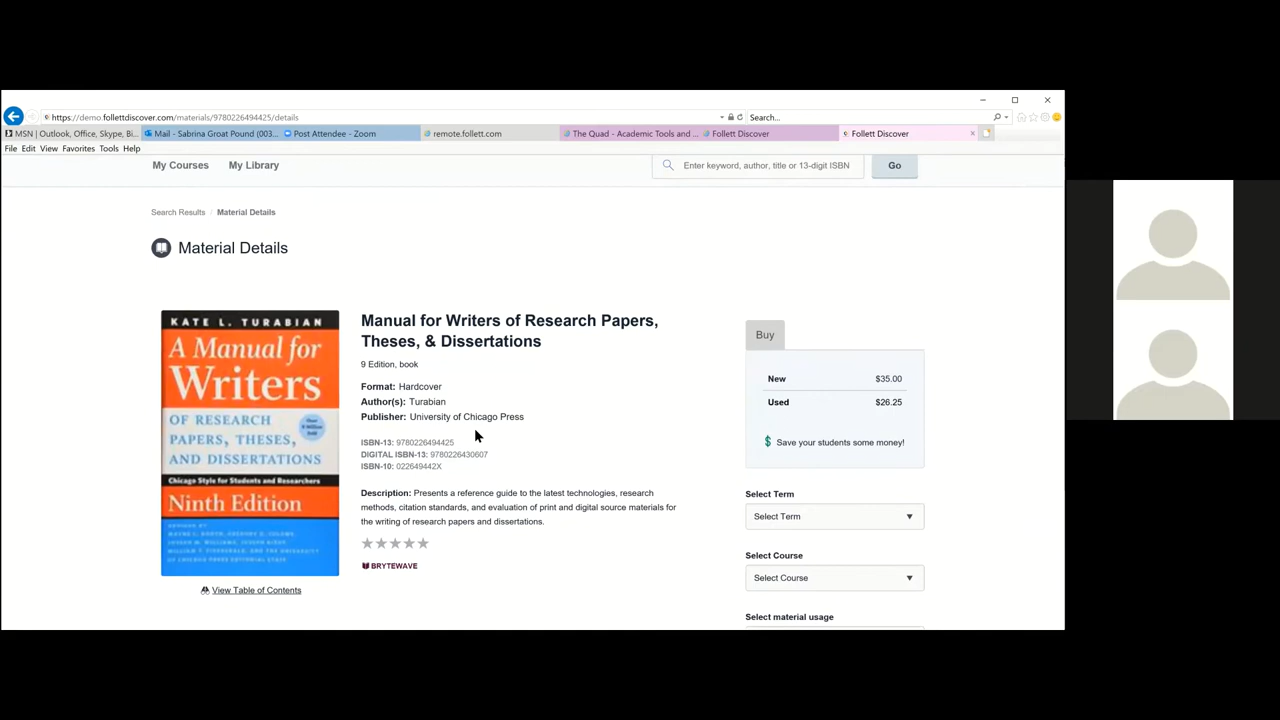 https://demo.follettdiscover.com/materials/9780226494425/details
Search...
MSN | Outlook, Office, Skype, Bi...
Mail - Sabrina Groat Pound (003...
Post Attendee - Zoom
remote.follett.com
The Quad - Academic Tools and ...
Follett Discover
Follett Discover
File Edit View Favorites Tools Help
My Courses My Library
Enter keyword, author, title or 13-digit ISBN
Go
Search Results / Material Details
Material Details
KATE L. TURABIAN
A Manual for
Writers
OF RESEARCH
PAPERS, THESES,
AND DISSERTATIONS
Chicago Style for Students and Researchers
Ninth Edition
View Table of Contents
Manual for Writers of Research Papers,
Theses, & Dissertations
9 Edition, book
Format: Hardcover
Author(s): Turabian
Publisher: University of Chicago Press
ISBN-13: 9780226494425
DIGITAL ISBN-13: 9780226430607
ISBN-10: 022649442X
Description: Presents a reference guide to the latest technologies, research
methods, citation standards, and evaluation of print and digital source materials for
the writing of research papers and dissertations.
BRYTEWAVE
Buy
New $35.00
Used $26.25
$ Save your students some money!
Select Term
Select Term
Select Course
Select Course
Select material usage